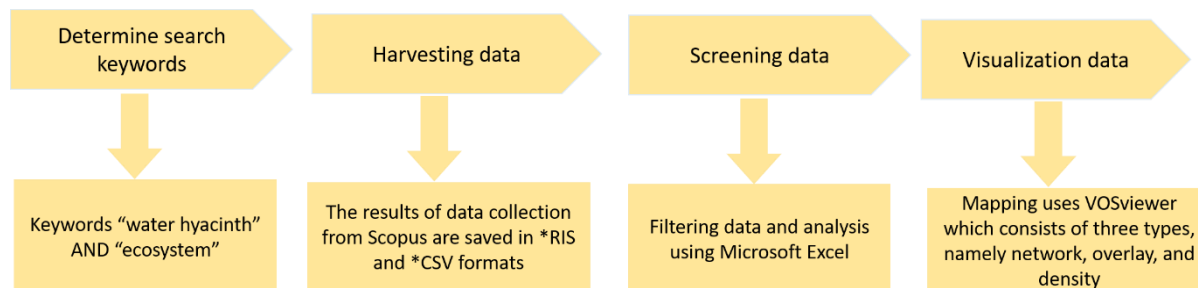 Determine search
keywords
Harvesting data
Screening data
Visualization data
Keywords “water hyacinth”
AND “ecosystem”
The results of data collection
from Scopus are saved in *RIS
and *CSV formats
Filtering data and analysis
using Microsoft Excel
Mapping uses VOSviewer
which consists of three types,
namely network, overlay, and
density